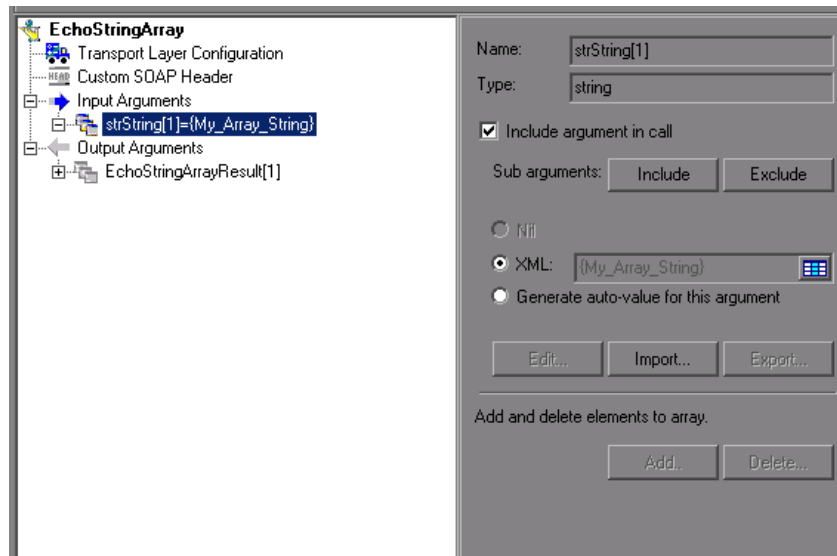 EchoStringArray
Transport Layer Configuration
HEAD Custom SOAP Header
Input Arguments
strString[1]={My_Array_String}
Output Arguments
EchoStringArrayResult[1]
Name: strString[1]
Type: string
Include argument in call
Sub arguments: Include Exclude
Nil
XML: {My_Array_String}
Generate auto-value for this argument
Edit... Import... Export...
Add and delete elements to array.
Add.. Delete...